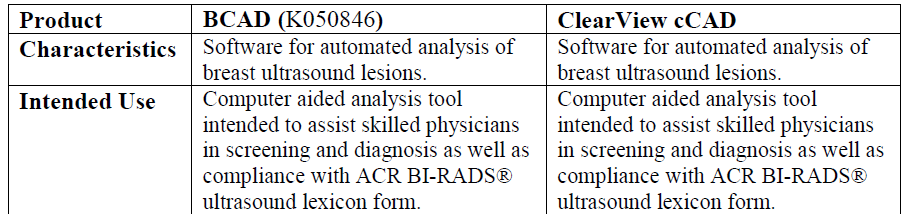 Product BCAD (K050846) ClearView cCAD
Characteristics Software for automated analysis of Software for automated analysis of
breast ultrasound lesions. breast ultrasound lesions.
Intended Use Computer aided analysis tool Computer aided analysis tool
intended to assist skilled physicians intended to assist skilled physicians
in screening and diagnosis as well as in screening and diagnosis as well as
compliance with ACR BI-RADS® compliance with ACR BI-RADS®
ultrasound lexicon form. ultrasound lexicon form.